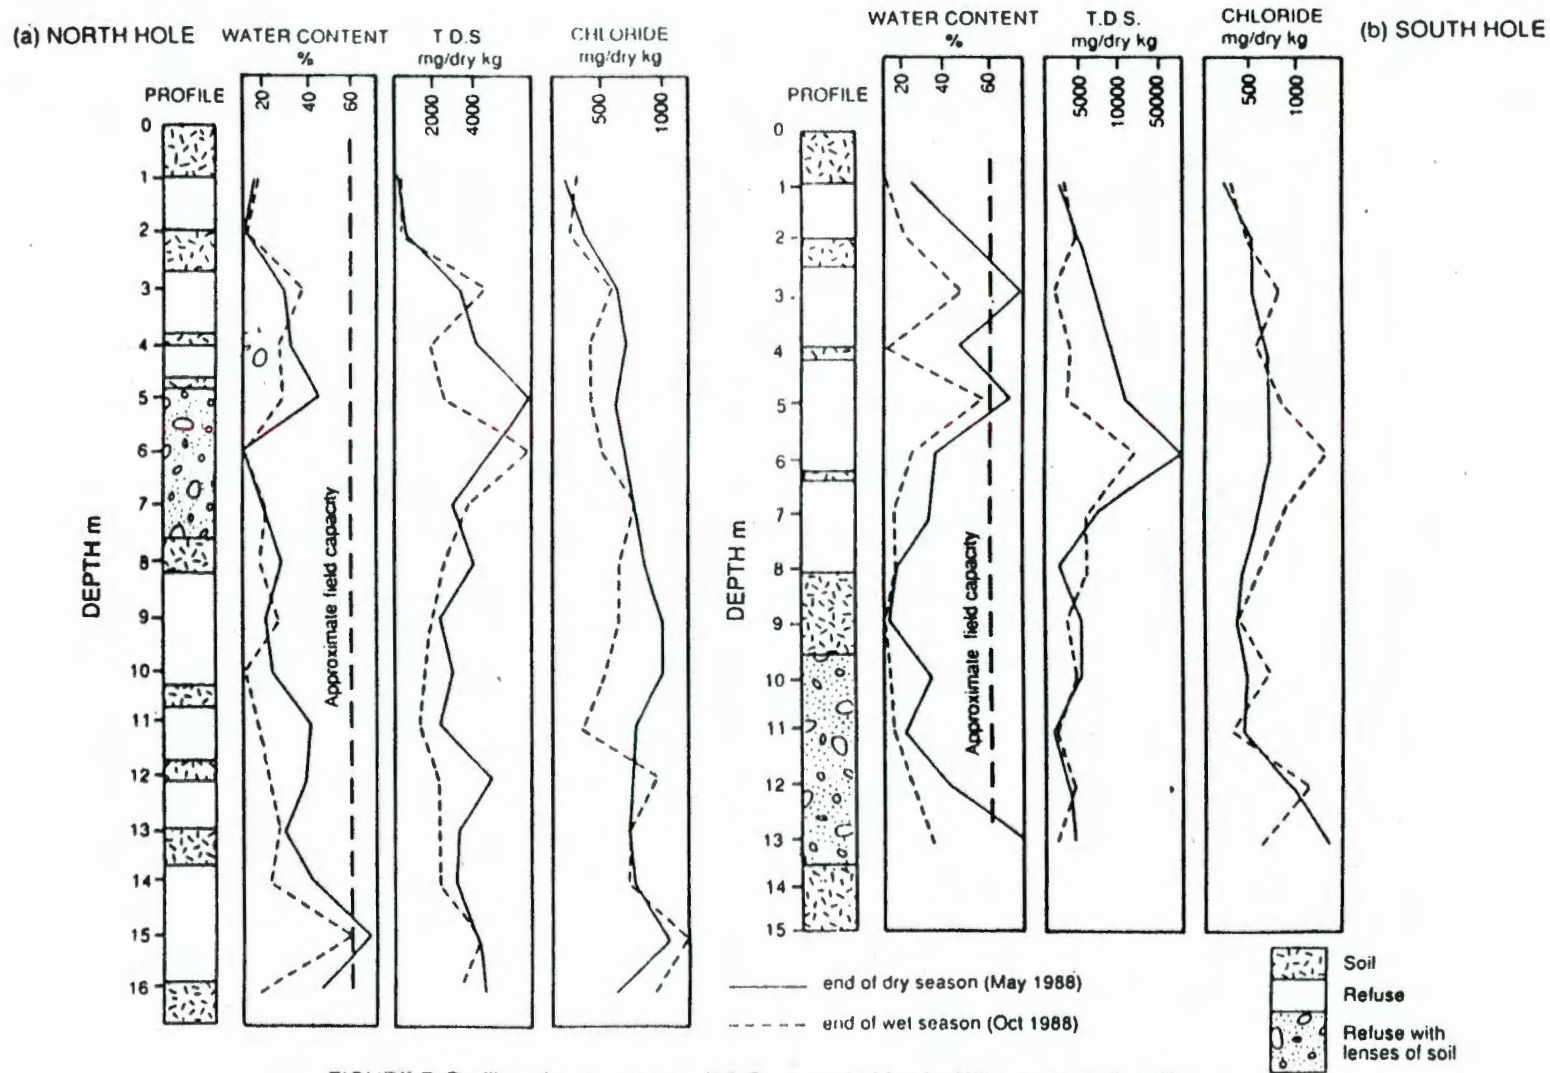 (a) NORTH HOLE
WATER CONTENT
%
T.D.S
mg/dry kg
CHLORIDE
mg/dry kg
PROFILE
20 40 60
2000 4000
500 1000
0
1
2
3
4
5
6
7
8
9
10
11
12
13
14
15
16
DEPTH m
Approximate field capacity
(b) SOUTH HOLE
WATER CONTENT
%
T.D S.
mg/dry kg
CHLORIDE
mg/dry kg
PROFILE
20 40 60
5000 10000 50000
500 1000
0
1
2
3
4
5
6
7
8
9
10
11
12
13
14
15
DEPTH m
Approximate field capacity
end of dry season (May 1988)
end of wet season (Oct 1988)
Soil
Refuse
Refuse with
lenses of soil